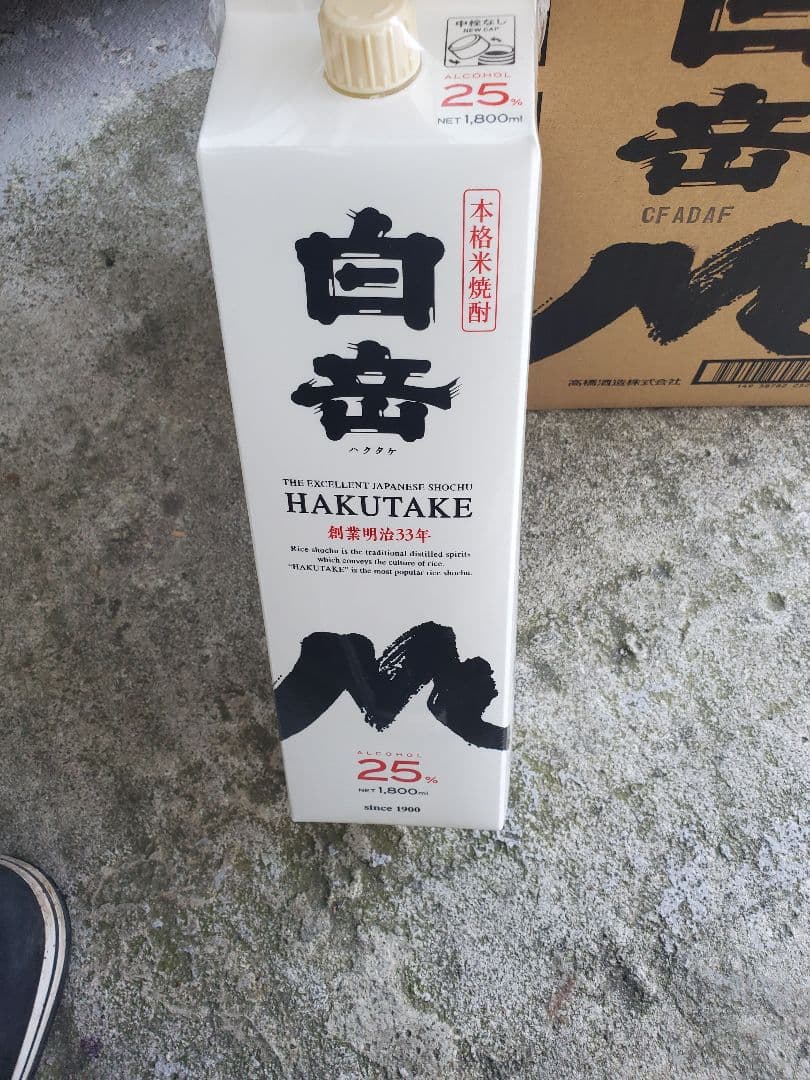 中栓なし
NEW CAP
ALCOHOL
25%
NET 1,800ml
本格米焼酎
白岳
ハクタケ
THE EXCELLENT JAPANESE SHOCHU
HAKUTAKE
創業明治33年
Rice shochu is the traditional distilled spirits
which conveys the culture of rice.
"HAKUTAKE" is the most popular rice shochu.
ALCOHOL
25%
NET 1,800ml
since 1900
白岳
CFADAF
高橋酒造株式会社